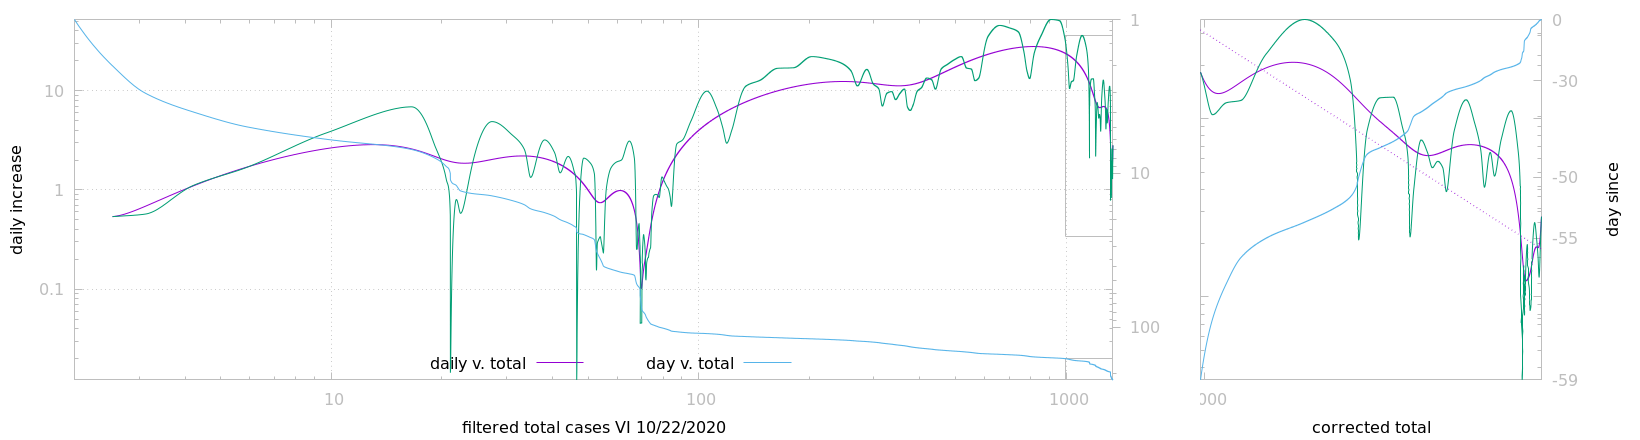 daily increase
10
1
0.1
10
100
1000
1
10
100
daily v. total
day v. total
filtered total cases VI 10/22/2020
000
0
-30
-50
-55
-59
day since
corrected total